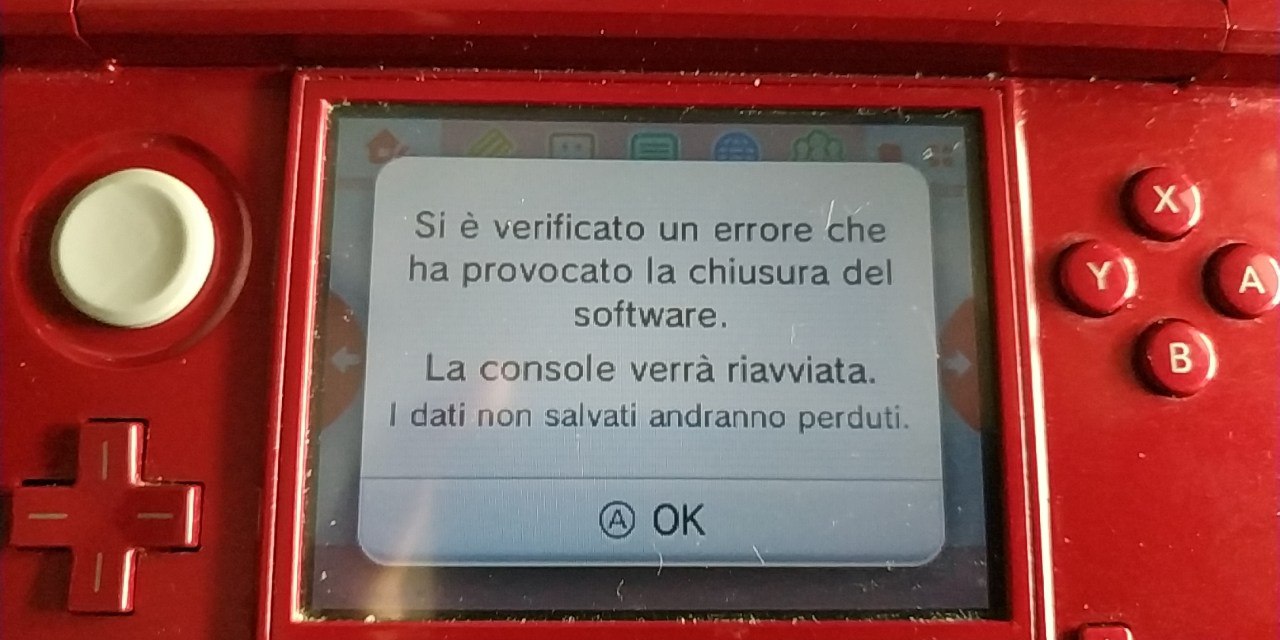 Si è verificato un errore che
ha provocato la chiusura del
software.
La console verrà riavviata.
I dati non salvati andranno perduti.
Ⓐ OK
X
Y
A
B